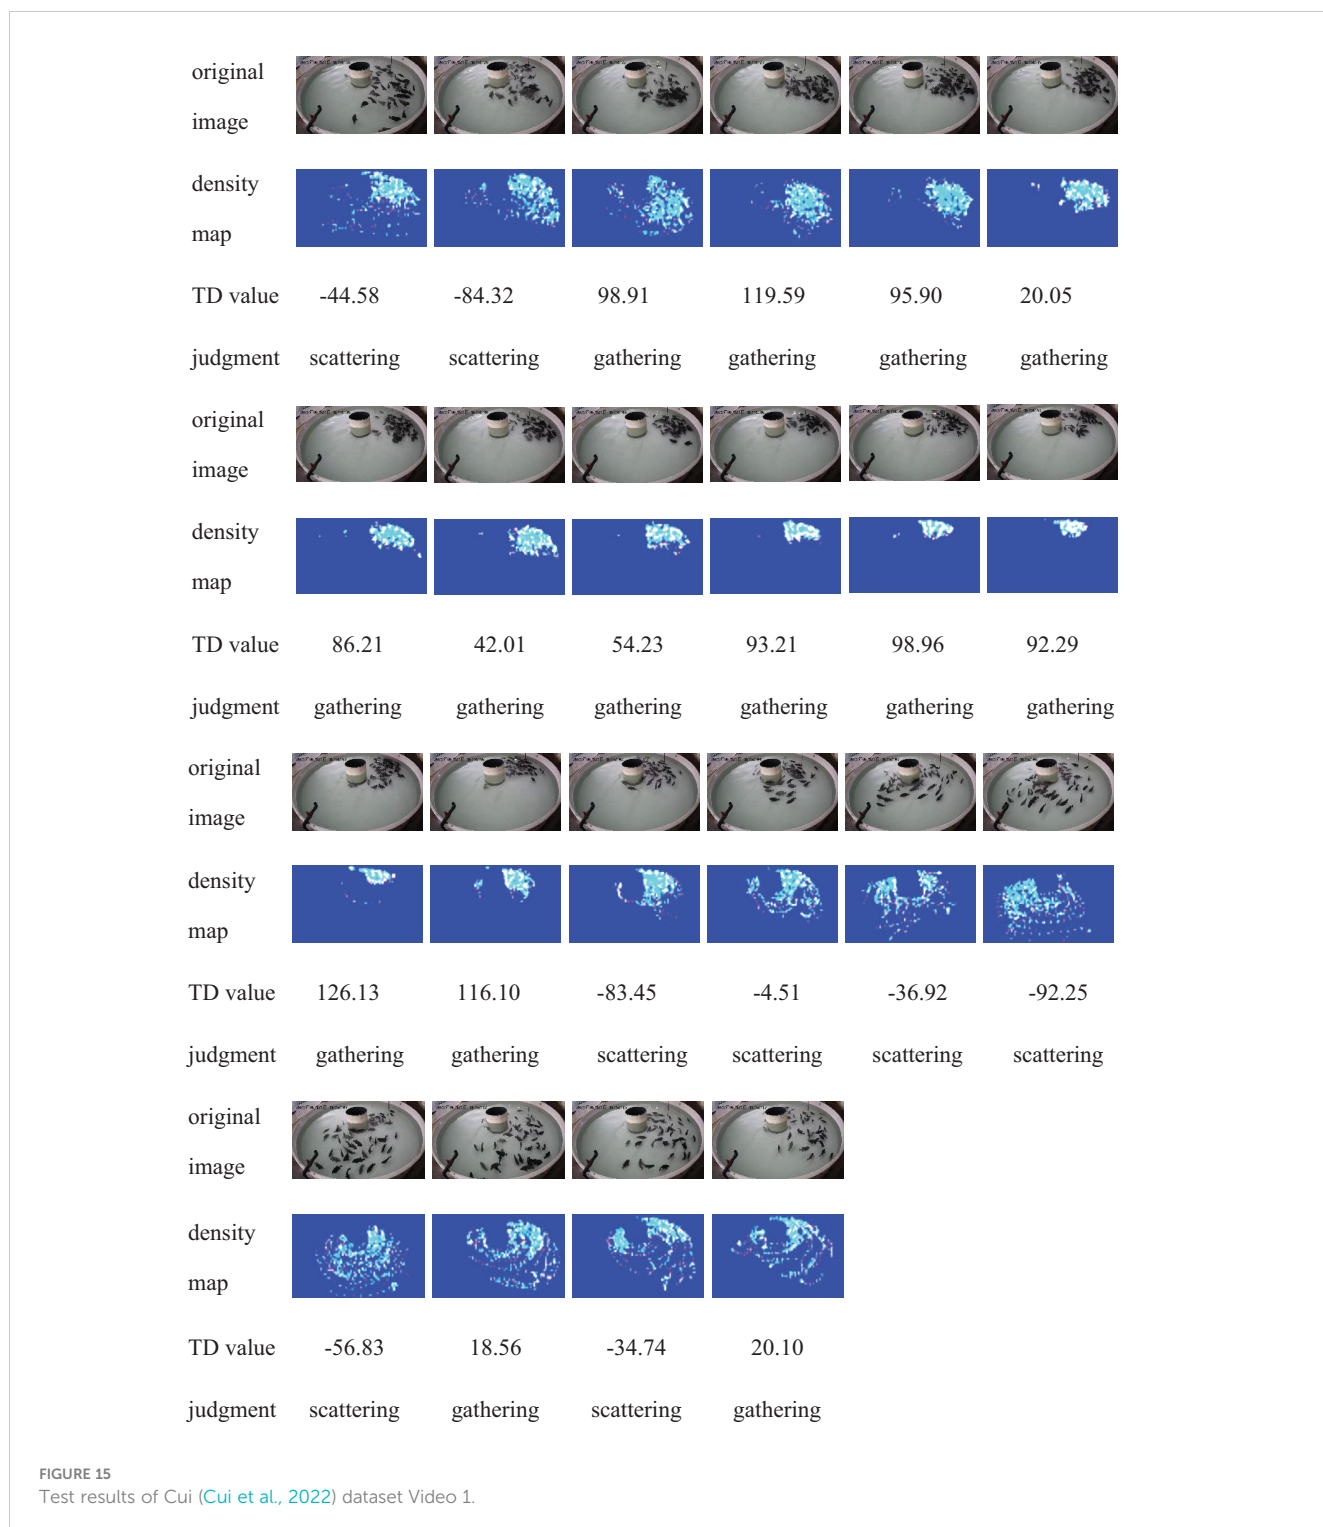 original
image
density
map
TD value -44.58 -84.32 98.91 119.59 95.90 20.05
judgment scattering scattering gathering gathering gathering gathering
original
image
density
map
TD value 86.21 42.01 54.23 93.21 98.96 92.29
judgment gathering gathering gathering gathering gathering gathering
original
image
density
map
TD value 126.13 116.10 -83.45 -4.51 -36.92 -92.25
judgment gathering gathering scattering scattering scattering scattering
original
image
density
map
TD value -56.83 18.56 -34.74 20.10
judgment scattering gathering scattering gathering
FIGURE 15
Test results of Cui (Cui et al., 2022) dataset Video 1.